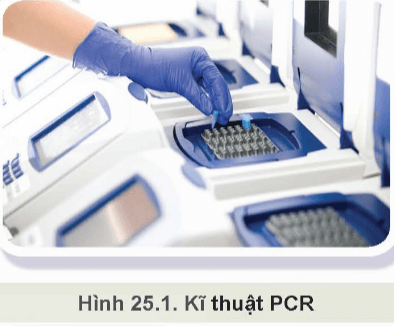 Hình 25.1. Kĩ thuật PCR